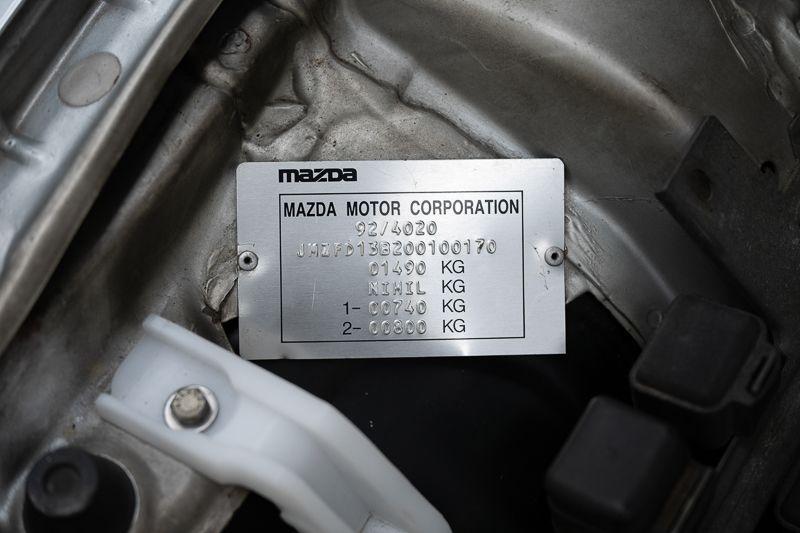 mazda
MAZDA MOTOR CORPORATION
92/4020
JMZFD13B200100170
01490 KG
NIHIL KG
1- 00740 KG
2- 00800 KG